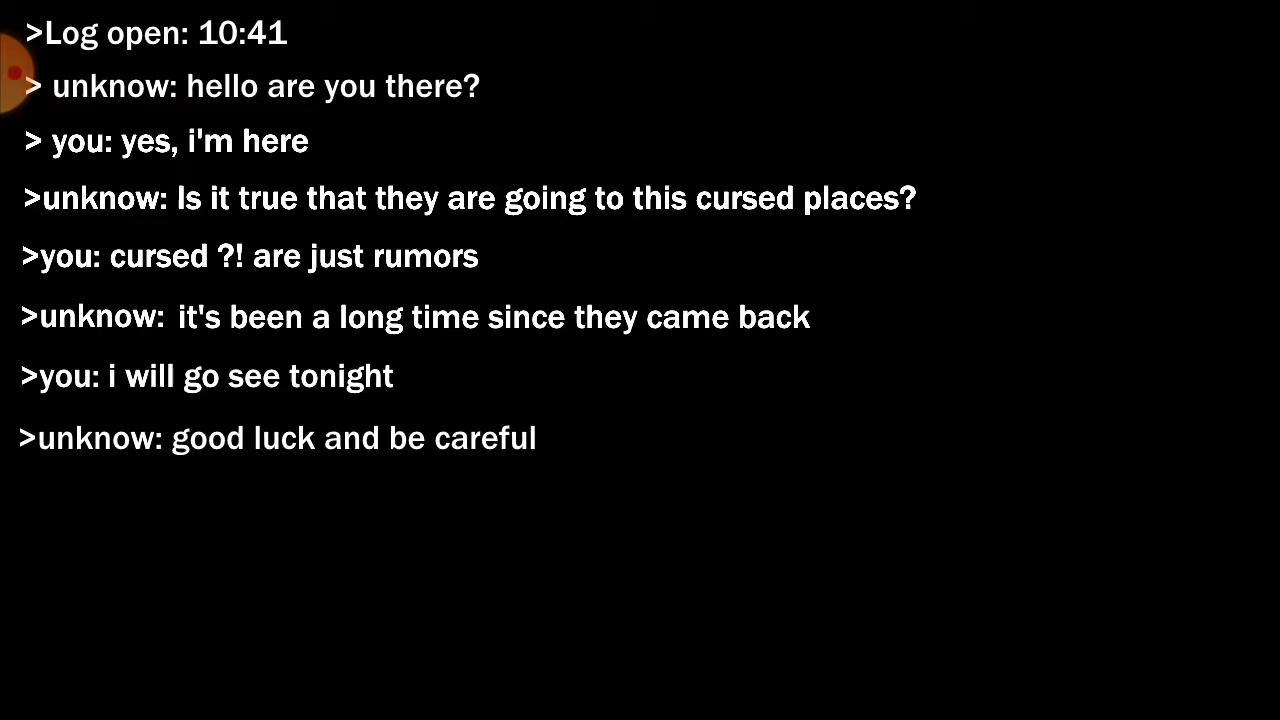 >Log open: 10:41
> unknow: hello are you there?
> you: yes, i'm here
>unknow: Is it true that they are going to this cursed places?
>you: cursed ?! are just rumors
>unknow: it's been a long time since they came back
>you: i will go see tonight
>unknow: good luck and be careful